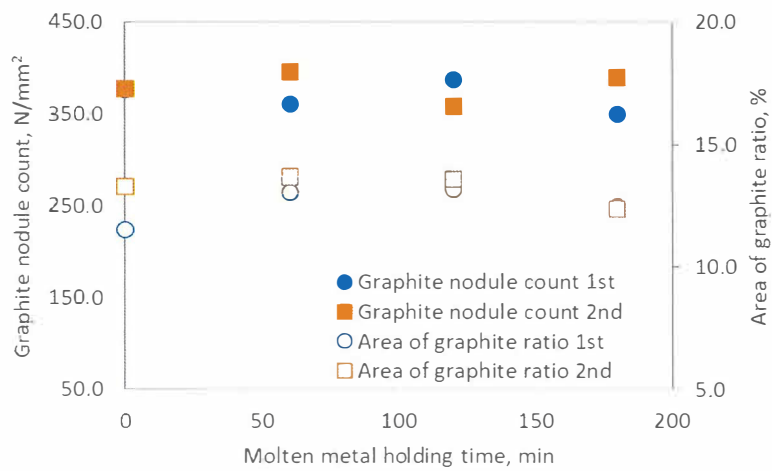 450.0
350.0
250.0
150.0
50.0
Graphite nodule count, N/mm²
20.0
15.0
10.0
5.0
Area of graphite ratio, %
Graphite nodule count 1st
Graphite nodule count 2nd
Area of graphite ratio 1st
Area of graphite ratio 2nd
0 50 100 150 200
Molten metal holding time, min